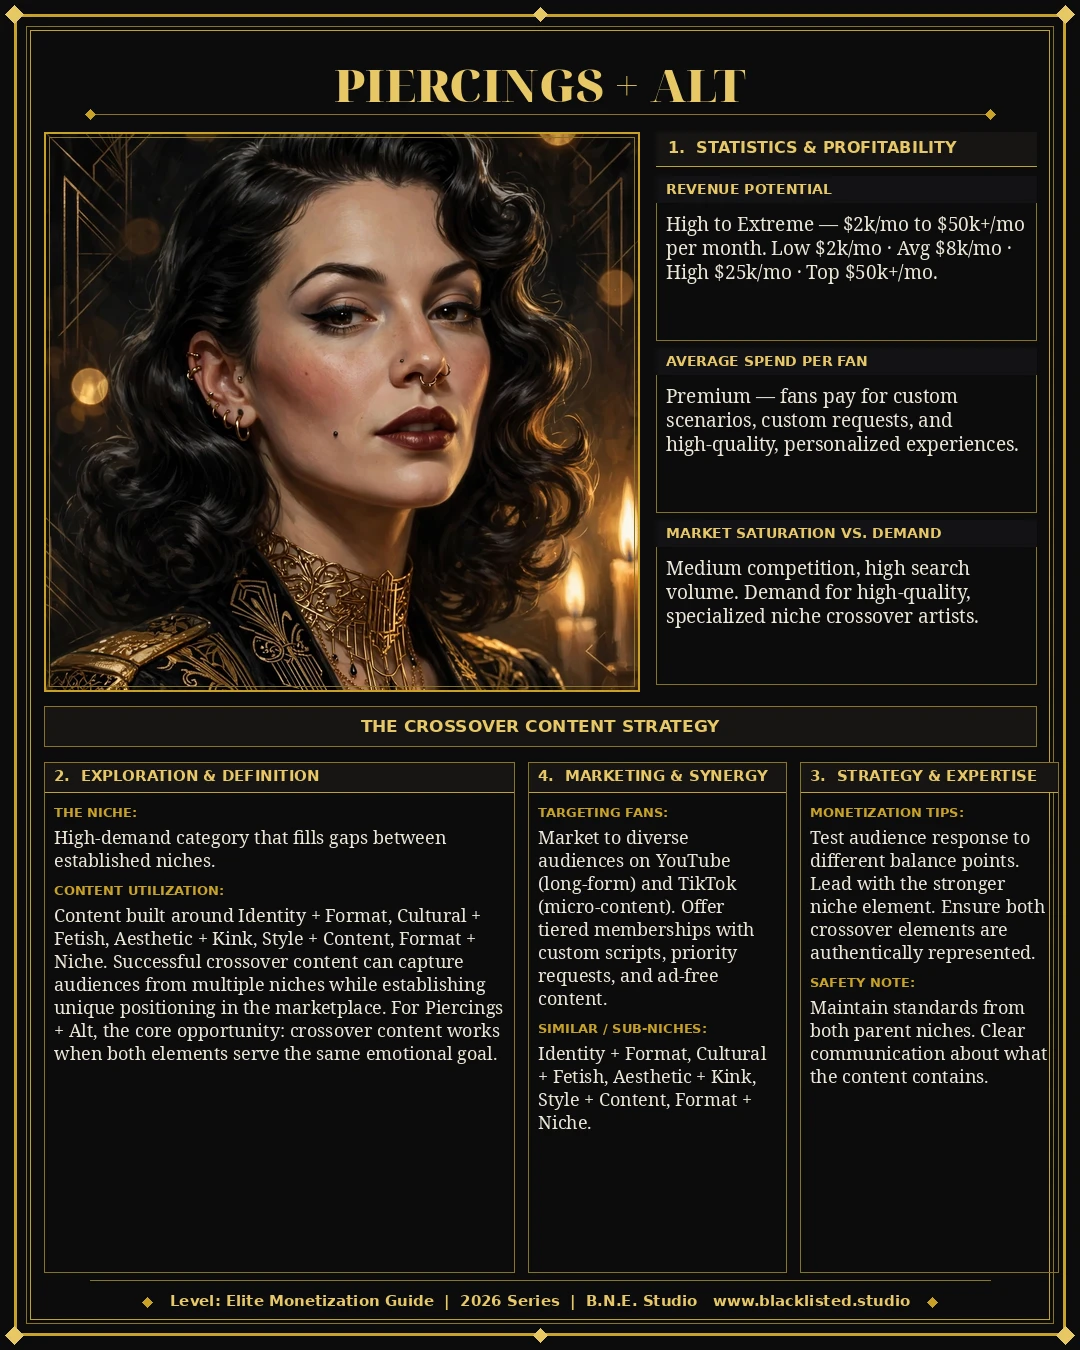 PIERCINGS + ALT
1. STATISTICS & PROFITABILITY
REVENUE POTENTIAL
High to Extreme — $2k/mo to $50k+/mo
per month. Low $2k/mo · Avg $8k/mo ·
High $25k/mo · Top $50k+/mo.
AVERAGE SPEND PER FAN
Premium — fans pay for custom
scenarios, custom requests, and
high-quality, personalized experiences.
MARKET SATURATION VS. DEMAND
Medium competition, high search
volume. Demand for high-quality,
specialized niche crossover artists.
THE CROSSOVER CONTENT STRATEGY
2. EXPLORATION & DEFINITION
THE NICHE:
High-demand category that fills gaps between
established niches.
CONTENT UTILIZATION:
Content built around Identity + Format, Cultural +
Fetish, Aesthetic + Kink, Style + Content, Format +
Niche. Successful crossover content can capture
audiences from multiple niches while establishing
unique positioning in the marketplace. For Piercings
+ Alt, the core opportunity: crossover content works
when both elements serve the same emotional goal.
4. MARKETING & SYNERGY
TARGETING FANS:
Market to diverse
audiences on YouTube
(long-form) and TikTok
(micro-content). Offer
tiered memberships with
custom scripts, priority
requests, and ad-free
content.
SIMILAR / SUB-NICHES:
Identity + Format, Cultural
+ Fetish, Aesthetic + Kink,
Style + Content, Format +
Niche.
3. STRATEGY & EXPERTISE
MONETIZATION TIPS:
Test audience response to
different balance points.
Lead with the stronger
niche element. Ensure both
crossover elements are
authentically represented.
SAFETY NOTE:
Maintain standards from
both parent niches. Clear
communication about what
the content contains.
Level: Elite Monetization Guide | 2026 Series | B.N.E. Studio www.blacklisted.studio